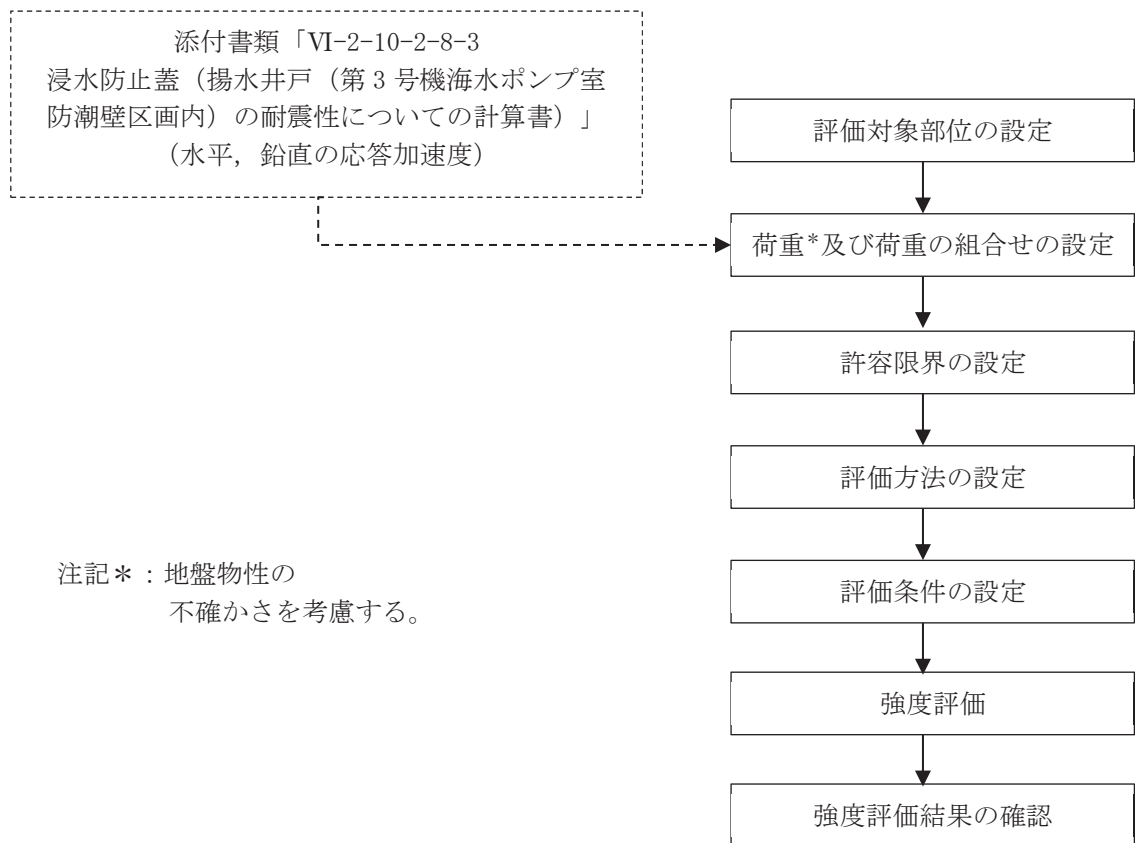 添付書類「Ⅵ-2-10-2-8-3
浸水防止蓋（揚水井戸（第3号機海水ポンプ室
防潮壁区画内）の耐震性についての計算書）」
（水平，鉛直の応答加速度）
評価対象部位の設定
荷重*及び荷重の組合せの設定
許容限界の設定
評価方法の設定
評価条件の設定
強度評価
強度評価結果の確認
注記＊：地盤物性の
不確かさを考慮する。